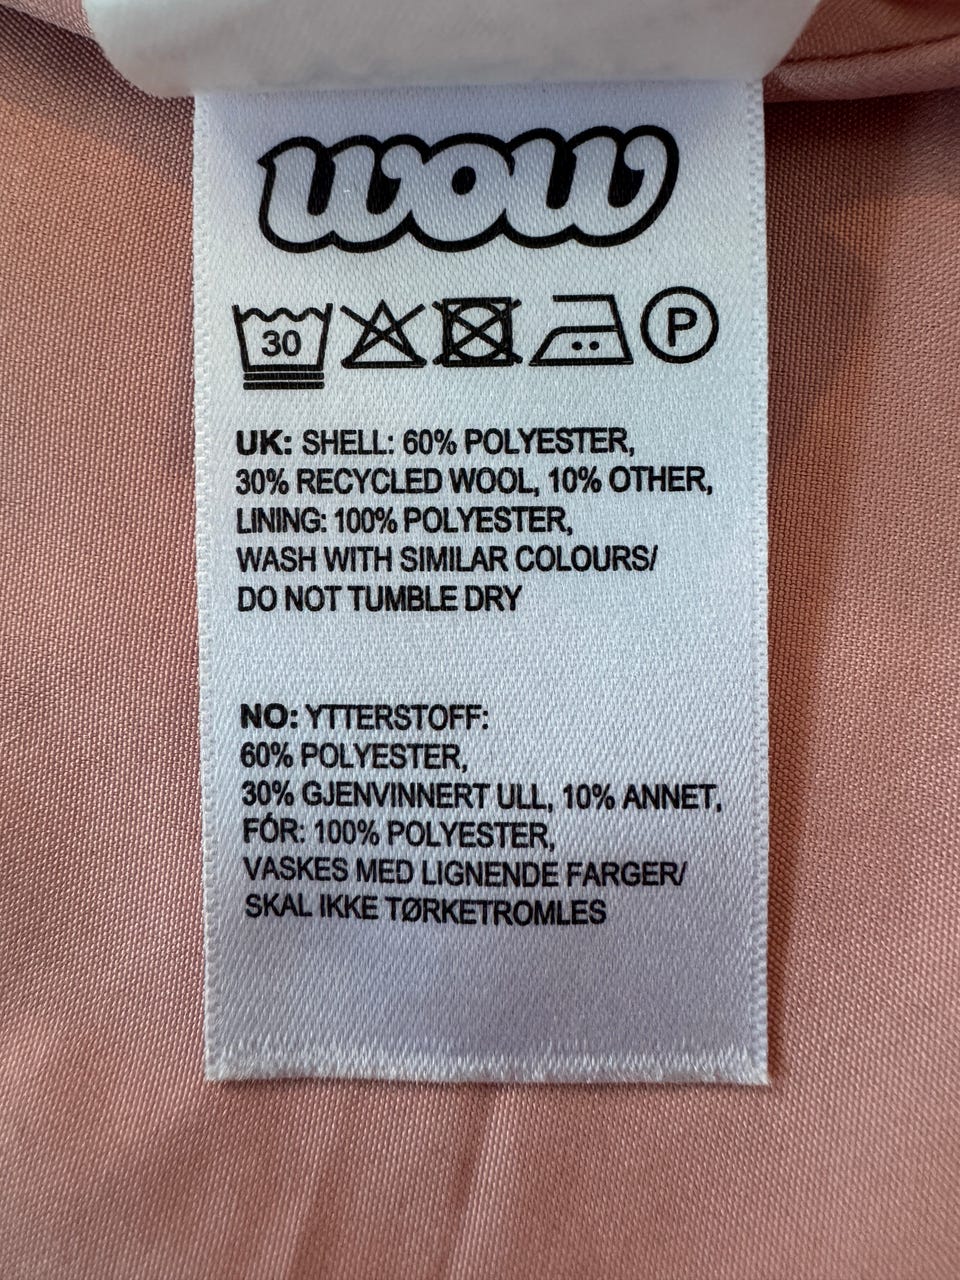 wow
30 P
UK: SHELL: 60% POLYESTER,
30% RECYCLED WOOL, 10% OTHER,
LINING: 100% POLYESTER,
WASH WITH SIMILAR COLOURS/
DO NOT TUMBLE DRY
NO: YTTERSTOFF:
60% POLYESTER,
30% GJENVINNERT ULL, 10% ANNET,
FÓR: 100% POLYESTER,
VASKES MED LIGNENDE FARGER/
SKAL IKKE TØRKETROMLES